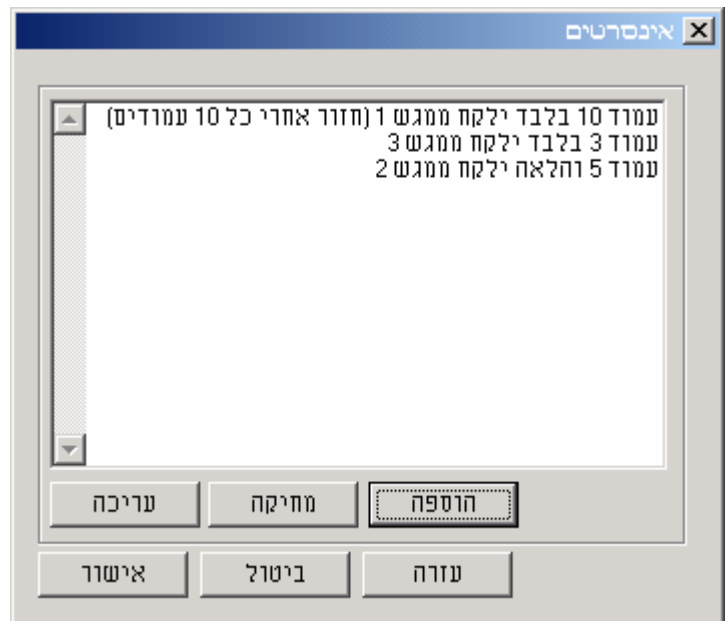 אינסרטים
עמוד 10 בלבד ילקח ממגש 1 (חזור אחרי כל 10 עמודים)
עמוד 3 בלבד ילקח ממגש 3
עמוד 5 והלאה ילקח ממגש 2
הוספה
מחיקה
עריכה
עזרה
ביטול
אישור